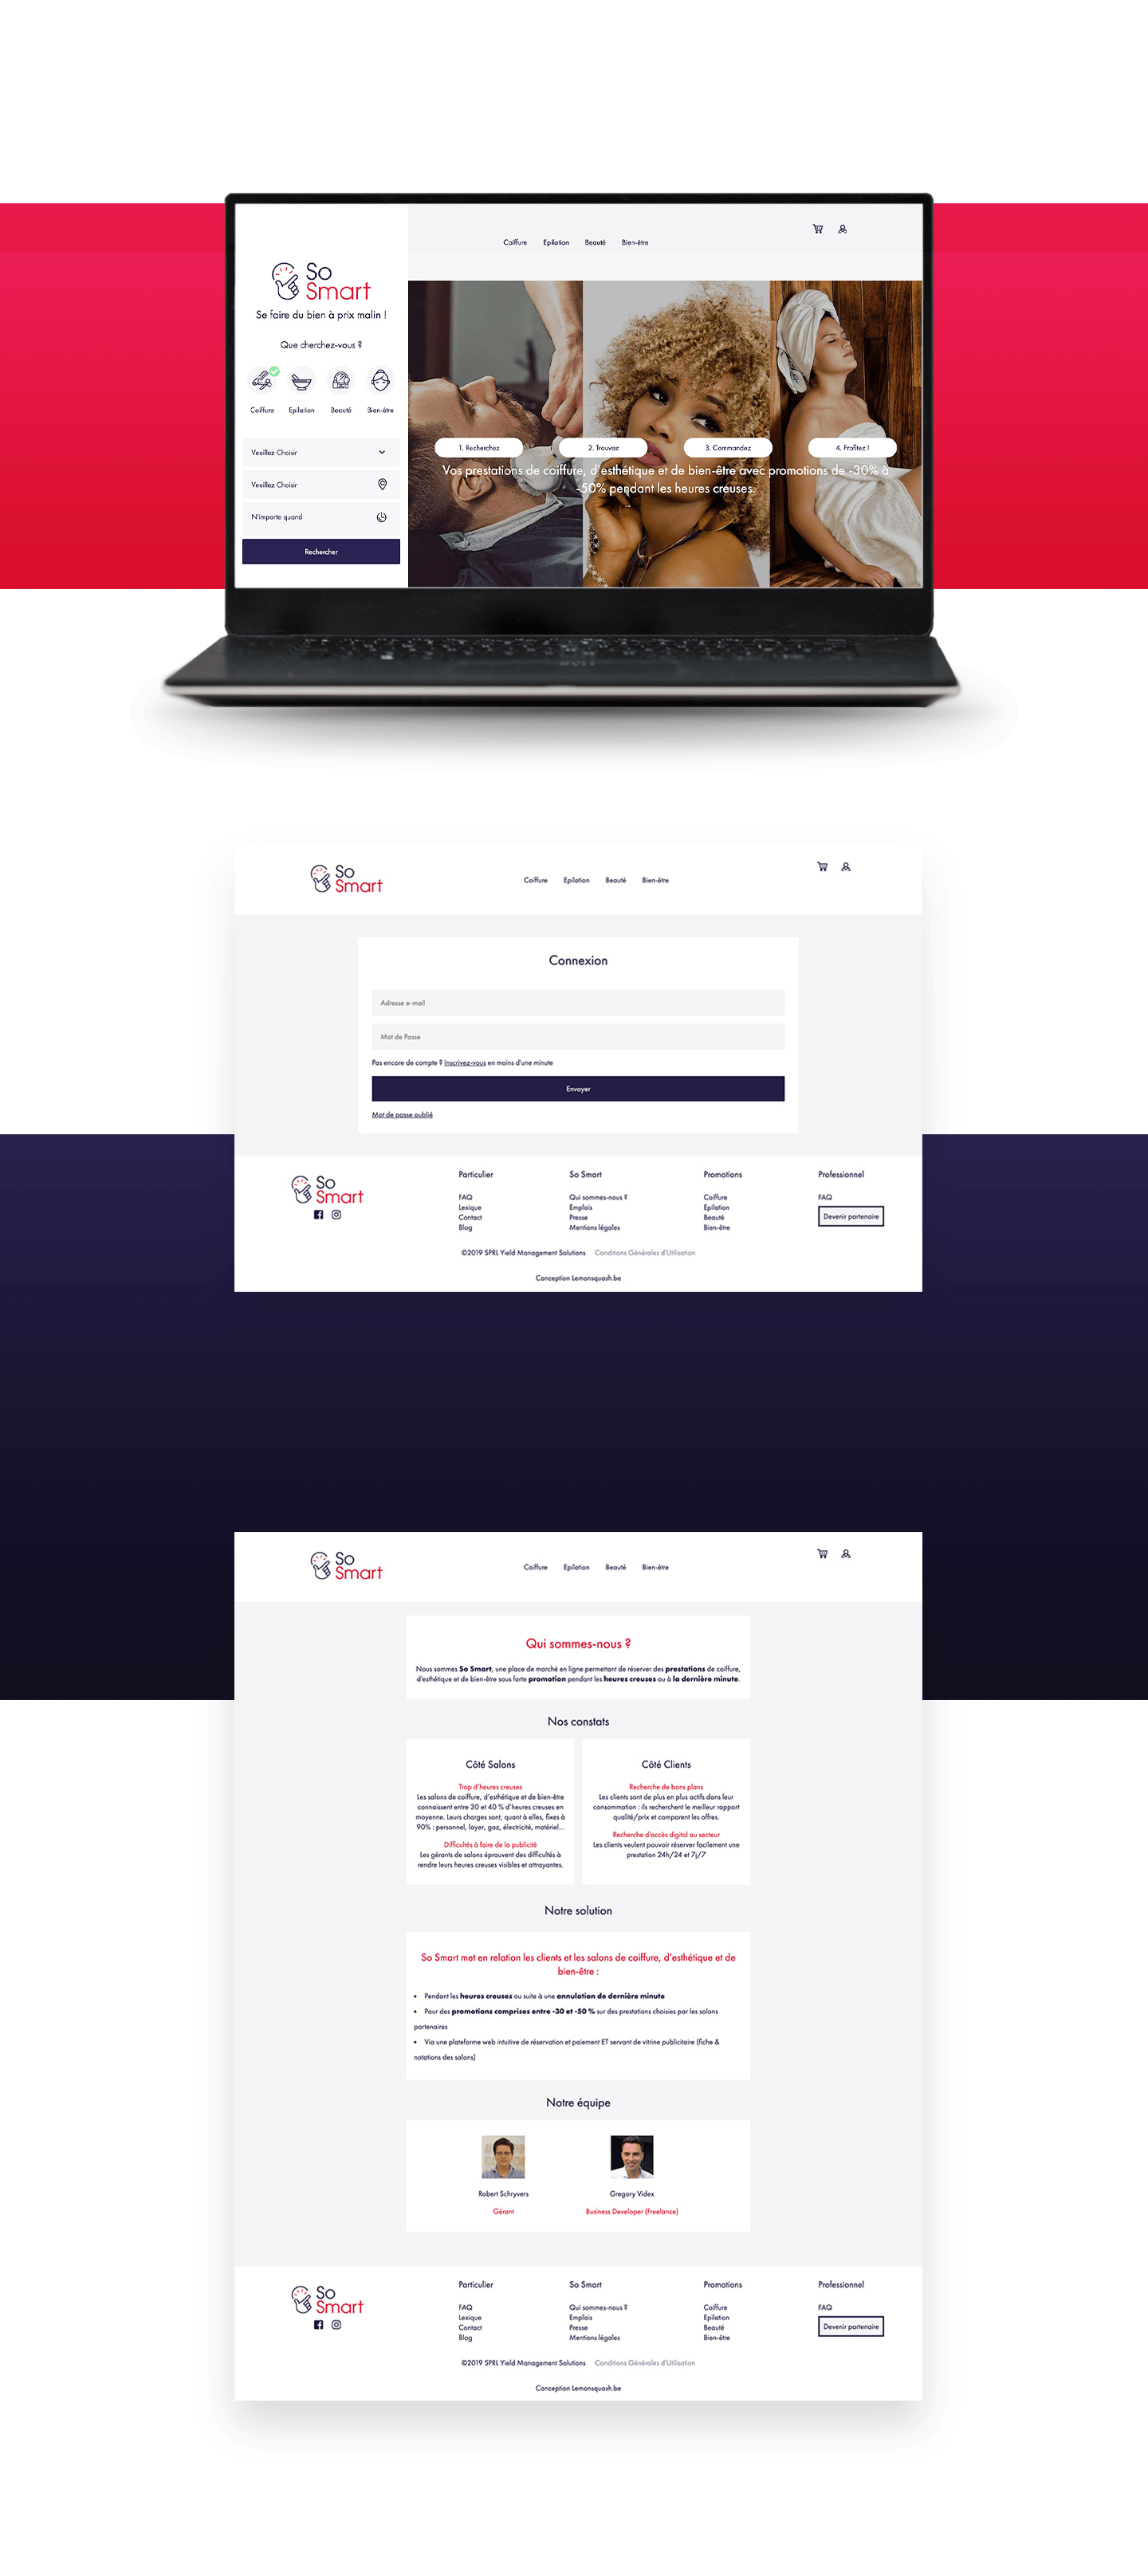 Coiffure Epilation Beauté Bien-être
So
Smart
Se faire du bien à prix malin !
Que cherchez-vous ?
Coiffure Epilation Beauté Bien-être
Veuillez Choisir
Veuillez Choisir
N'importe quand
Rechercher
1. Recherchez 2. Trouvez 3. Commandez 4. Profitez !
Vos prestations de coiffure, d'esthétique et de bien-être avec promotions de -30% à
-50% pendant les heures creuses.
So
Smart
Coiffure Epilation Beauté Bien-être
Connexion
Adresse e-mail
Mot de Passe
Pas encore de compte ? Inscrivez-vous en moins d'une minute
Envoyer
Mot de passe oublié
So
Smart
Particulier
FAQ
Lexique
Contact
Blog
So Smart
Qui sommes-nous ?
Emplois
Presse
Mentions légales
Promotions
Coiffure
Epilation
Beauté
Bien-être
Professionnel
FAQ
Devenir partenaire
©2019 SPRL Yield Management Solutions Conditions Générales d'Utilisation
Conception Lemonsquash.be
So
Smart
Coiffure Epilation Beauté Bien-être
Qui sommes-nous ?
Nous sommes So Smart, une place de marché en ligne permettant de réserver des prestations de coiffure,
d'esthétique et de bien-être sous forte promotion pendant les heures creuses ou à la dernière minute.
Nos constats
Côté Salons
Trop d'heures creuses
Les salons de coiffure, d'esthétique et de bien-être
connaissent entre 30 et 40 % d'heures creuses en
moyenne. Leurs charges sont, quant à elles, fixes à
90% : personnel, loyer, gaz, électricité, matériel...
Difficultés à faire de la publicité
Les gérants de salons éprouvent des difficultés à
rendre leurs heures creuses visibles et attrayantes.
Côté Clients
Recherche de bons plans
Les clients sont de plus en plus actifs dans leur
consommation : ils recherchent le meilleur rapport
qualité/prix et comparent les offres.
Recherche d'accès digital au secteur
Les clients veulent pouvoir réserver facilement une
prestation 24h/24 et 7j/7
Notre solution
So Smart met en relation les clients et les salons de coiffure, d'esthétique et de
bien-être :
• Pendant les heures creuses ou suite à une annulation de dernière minute
• Pour des promotions comprises entre -30 et -50 % sur des prestations choisies par les salons
partenaires
• Via une plateforme web intuitive de réservation et paiement ET servant de vitrine publicitaire (fiche &
notations des salons)
Notre équipe
Robert Schryvers
Gérant
Gregory Videx
Business Developer (Freelance)
So
Smart
Particulier
FAQ
Lexique
Contact
Blog
So Smart
Qui sommes-nous ?
Emplois
Presse
Mentions légales
Promotions
Coiffure
Epilation
Beauté
Bien-être
Professionnel
FAQ
Devenir partenaire
©2019 SPRL Yield Management Solutions Conditions Générales d'Utilisation
Conception Lemonsquash.be